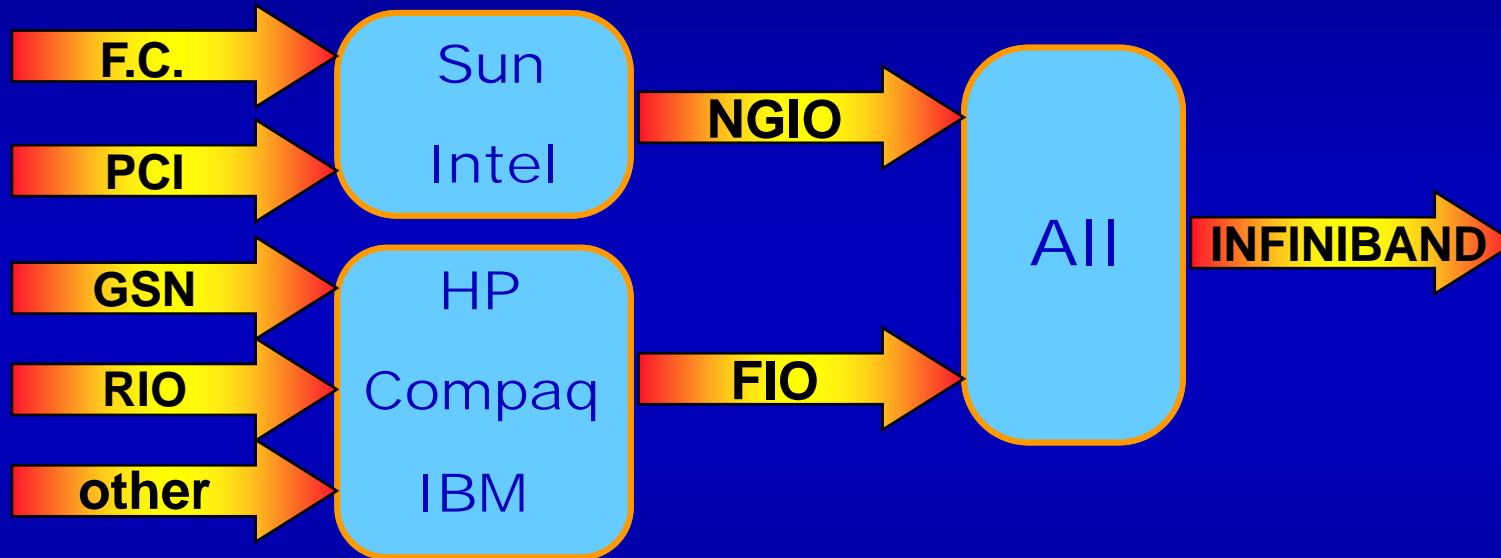 F.C.
PCI
GSN
RIO
other
Sun
Intel
HP
Compaq
IBM
NGIO
FIO
All
INFINIBAND